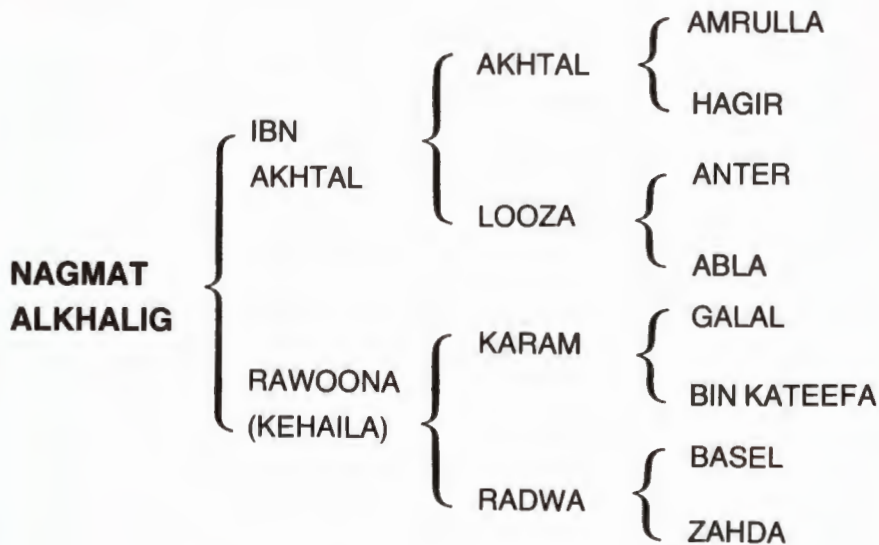 AMRULLA
AKHTAL
HAGIR
IBN
AKHTAL
ANTER
LOOZA
ABLA
NAGMAT
ALKHALIG
GALAL
KARAM
BIN KATEEFA
RAWOONA
(KEHAILA)
BASEL
RADWA
ZAHDA